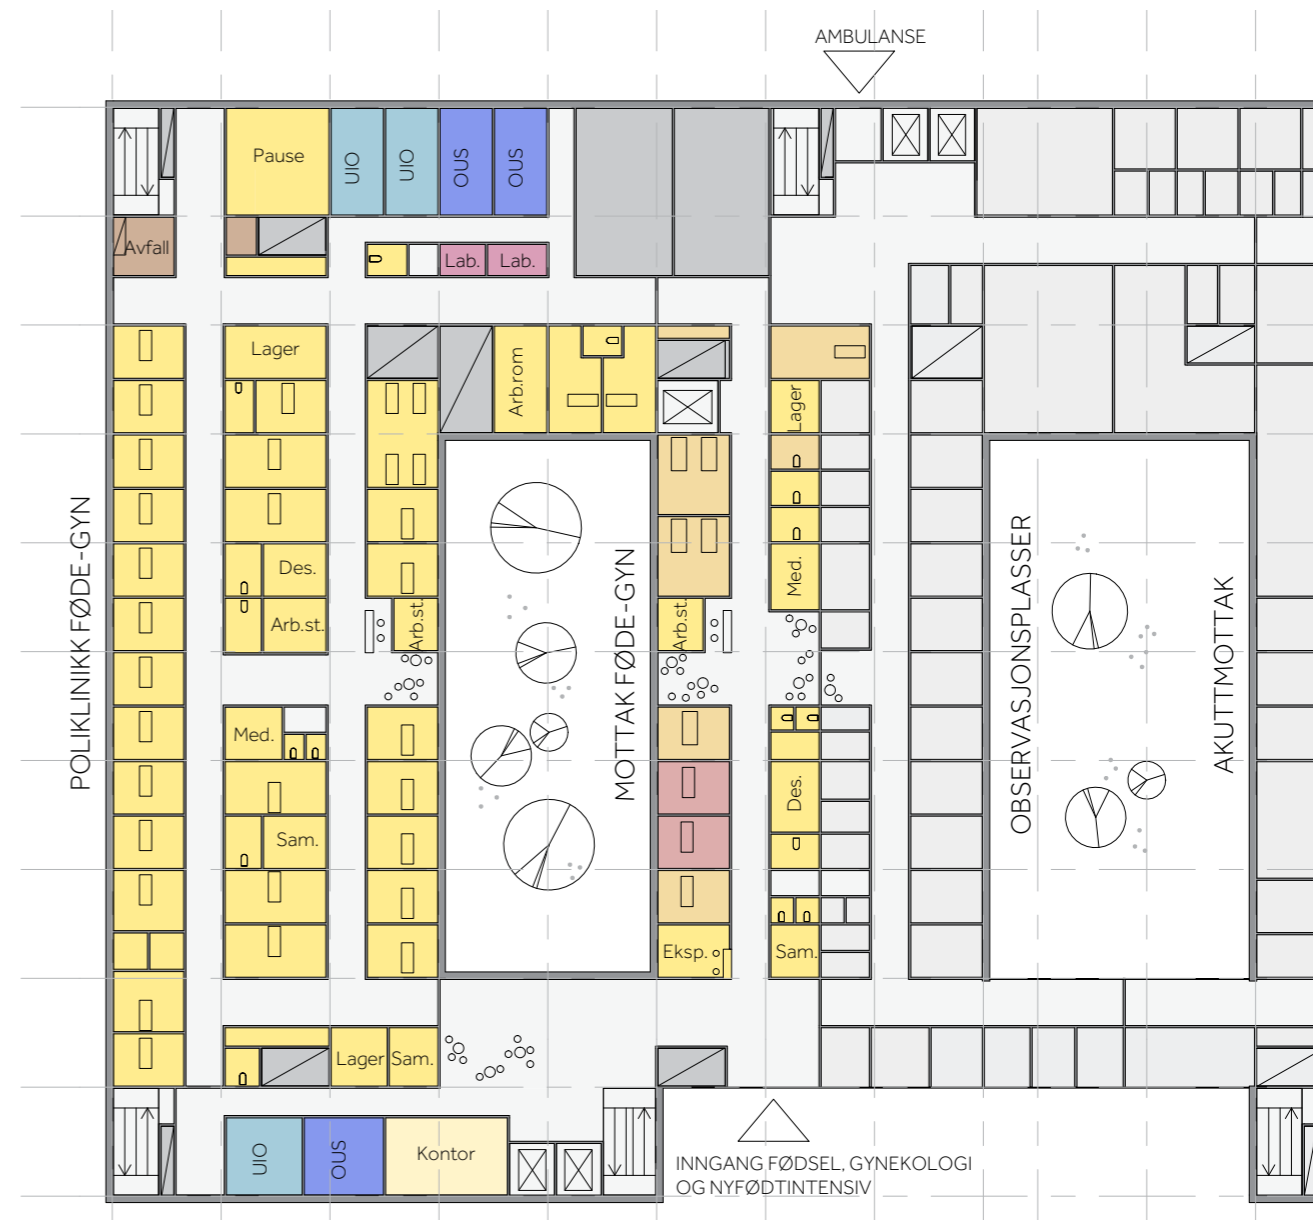 AMBULANSE
Pause
UIO
UIO
OUS
OUS
Avfall
Lab.
Lab.
Lager
Arb.rom
Lager
Des.
Med.
Arb.st.
Arb.st.
Arb.st.
POLIKLINIKK FØDE-GYN
MOTTAK FØDE-GYN
OBSERVASJONSPLASSER
AKUTTMOTTAK
Med.
Des.
Sam.
Eksp.
Sam.
Lager
Sam.
UIO
OUS
Kontor
INNGANG FØDSEL, GYNEKOLOGI
OG NYFØDTINTENSIV